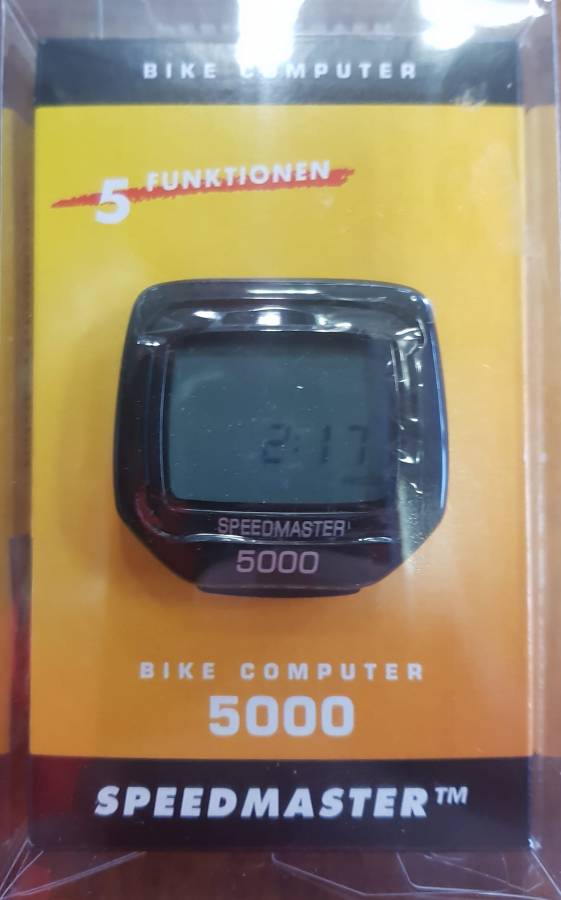 BIKE COMPUTER
5 FUNKTIONEN
2:17
SPEEDMASTER
5000
BIKE COMPUTER
5000
SPEEDMASTER™